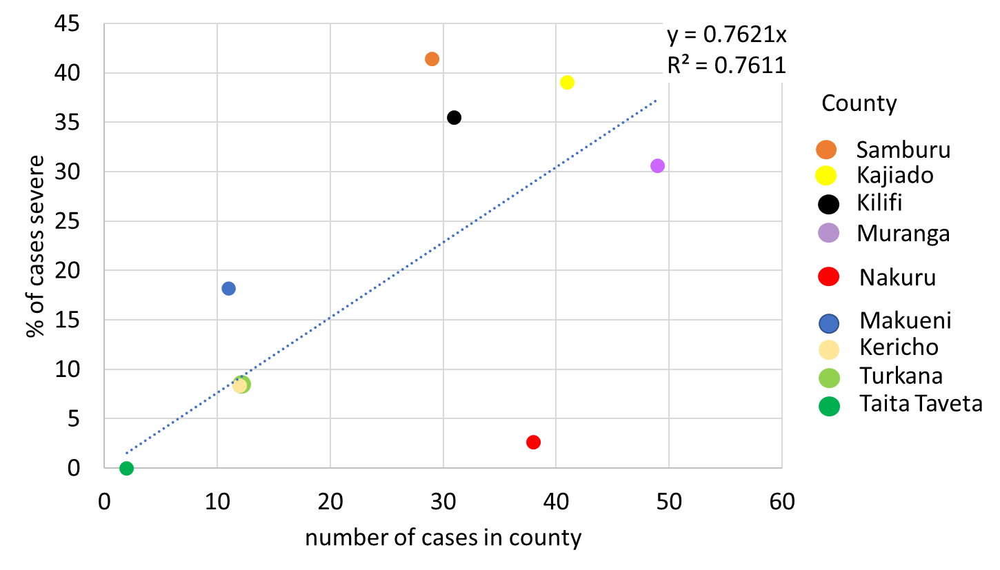 45
40
35
30
25
20
15
10
5
0
% of cases severe
0 10 20 30 40 50 60
number of cases in county
y = 0.7621x
R² = 0.7611
County
Samburu
Kajiado
Kilifi
Muranga
Nakuru
Makueni
Kericho
Turkana
Taita Taveta